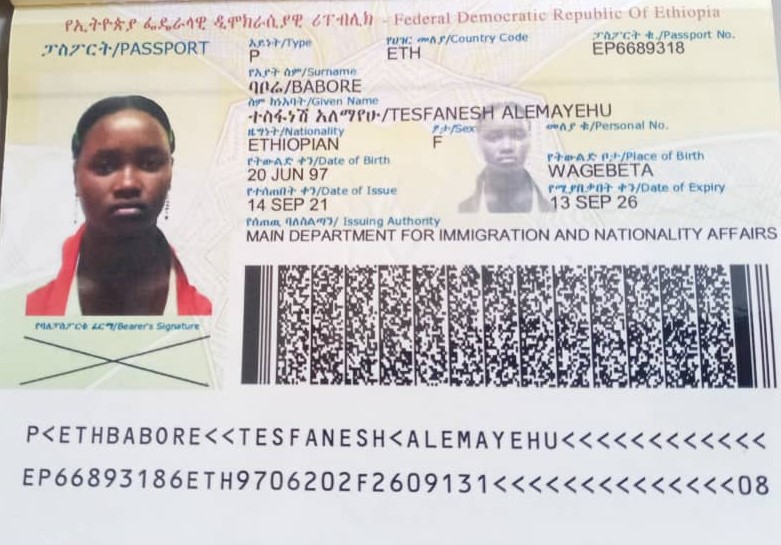 የኢትዮጵያ ፌዴራላዊ ዲሞክራሲያዊ ሪፐብሊክ - Federal Democratic Republic Of Ethiopia
ፓስፖርት/PASSPORT
አይነት/Type የሀገር መለያ/Country Code ፓስፖርት ቁ./Passport No.
P ETH EP6689318
የአያት ስም/Surname
ባቦሬ/BABORE
ስም ከነአባት/Given Name
ተስፋነሽ አለማየሁ/TESFANESH ALEMAYEHU
ዜግነት/Nationality ፆታ/Sex መለያ ቁ/Personal No.
ETHIOPIAN F
የትውልድ ቀን/Date of Birth የትውልድ ቦታ/Place of Birth
20 JUN 97 WAGEBETA
የተሰጠበት ቀን/Date of Issue የሚያበቃበት ቀን/Date of Expiry
14 SEP 21 13 SEP 26
የሰጠዉ ባለስልጣን/ Issuing Authority
MAIN DEPARTMENT FOR IMMIGRATION AND NATIONALITY AFFAIRS
የባለፓስፖርቱ ፊርማ/Bearer's Signature
P<ETHBABORE<<TESFANESH<ALEMAYEHU<<<<<<<<<<<<
EP66893186ETH9706202F2609131<<<<<<<<<<<<<<08